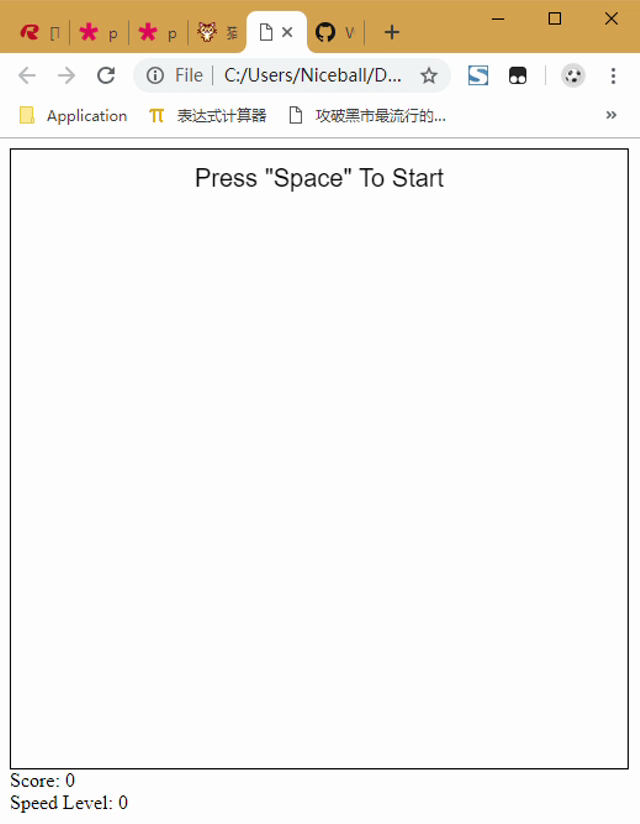 p
p
File
C:/Users/Niceball/D...
Application
表达式计算器
攻破黑市最流行的...
Press "Space" To Start
Score: 0
Speed Level: 0